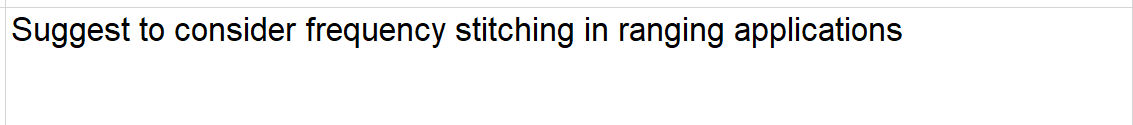 Suggest to consider frequency stitching in ranging applications